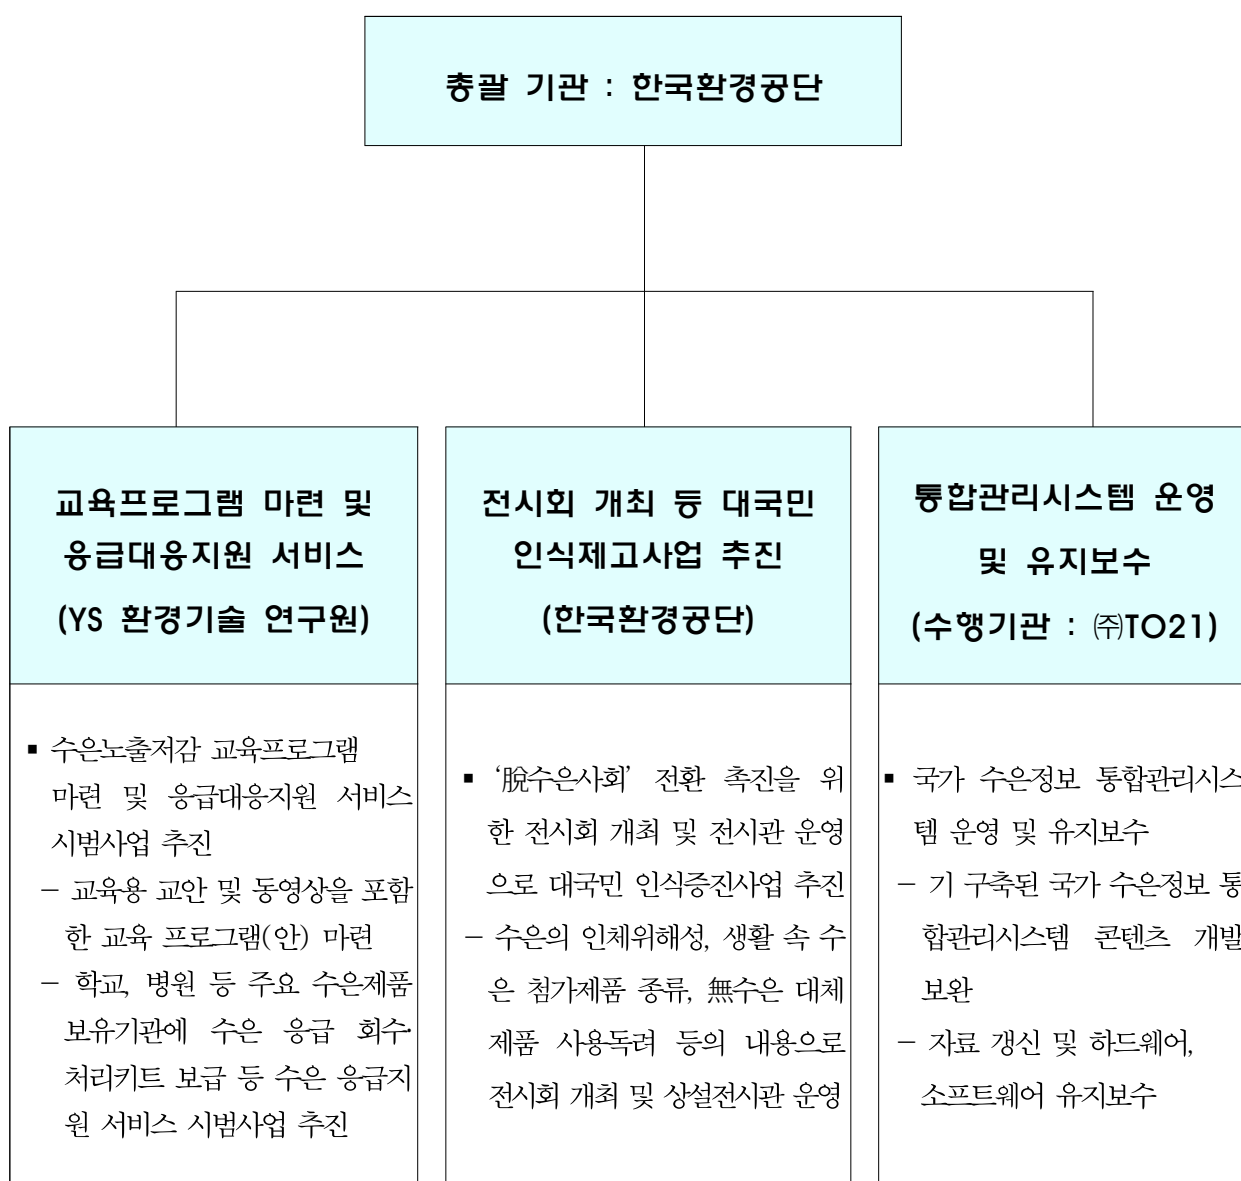 총괄 기관 : 한국환경공단
교육프로그램 마련 및
응급대응지원 서비스
(YS 환경기술 연구원)
전시회 개최 등 대국민
인식제고사업 추진
(한국환경공단)
통합관리시스템 운영
및 유지보수
(수행기관 : ㈜TO21)
▪ 수은노출저감 교육프로그램
마련 및 응급대응지원 서비스
시범사업 추진
– 교육용 교안 및 동영상을 포함
한 교육 프로그램(안) 마련
– 학교, 병원 등 주요 수은제품
보유기관에 수은 응급 회수·
처리키트 보급 등 수은 응급지
원 서비스 시범사업 추진
▪ ‘脫수은사회’ 전환 촉진을 위
한 전시회 개최 및 전시관 운영
으로 대국민 인식증진사업 추진
– 수은의 인체위해성, 생활 속 수
은 첨가제품 종류, 無수은 대체
제품 사용독려 등의 내용으로
전시회 개최 및 상설전시관 운영
▪ 국가 수은정보 통합관리시스
템 운영 및 유지보수
– 기 구축된 국가 수은정보 통
합관리시스템 콘텐츠 개발
보완
– 자료 갱신 및 하드웨어,
소프트웨어 유지보수